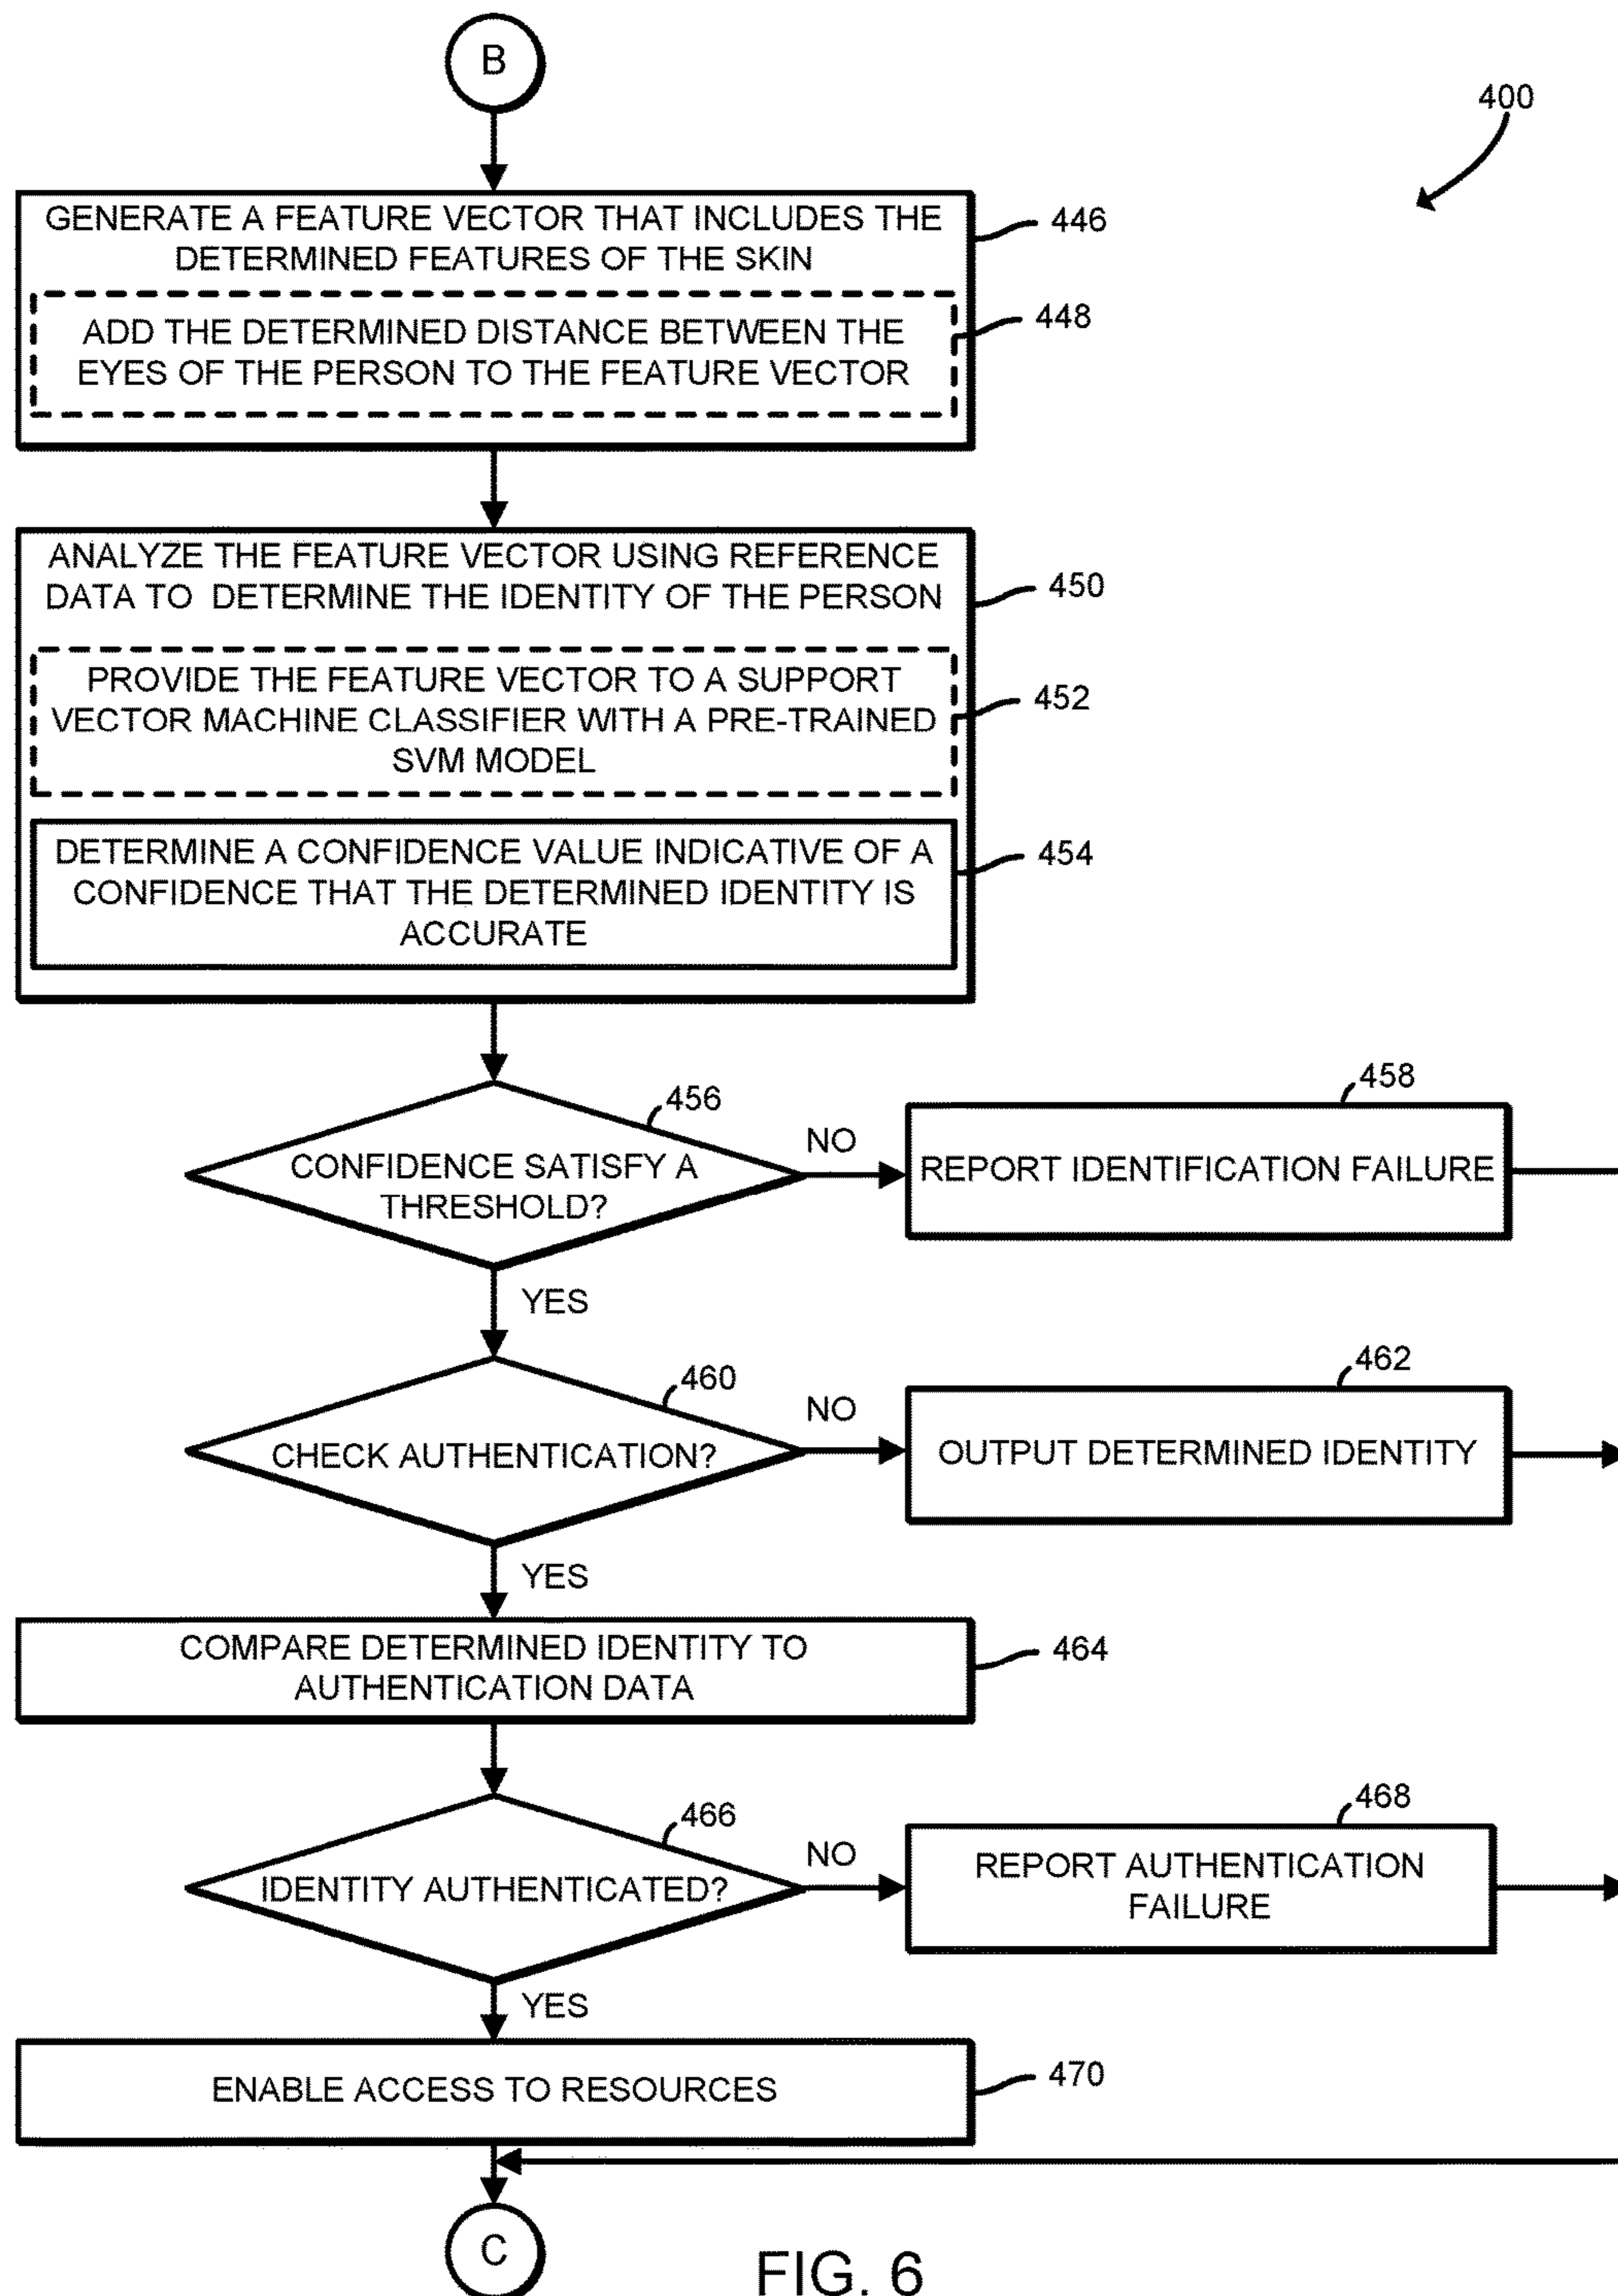 B
400
GENERATE A FEATURE VECTOR THAT INCLUDES THE
DETERMINED FEATURES OF THE SKIN
446
ADD THE DETERMINED DISTANCE BETWEEN THE
EYES OF THE PERSON TO THE FEATURE VECTOR
448
ANALYZE THE FEATURE VECTOR USING REFERENCE
DATA TO DETERMINE THE IDENTITY OF THE PERSON
450
PROVIDE THE FEATURE VECTOR TO A SUPPORT
VECTOR MACHINE CLASSIFIER WITH A PRE-TRAINED
SVM MODEL
452
DETERMINE A CONFIDENCE VALUE INDICATIVE OF A
CONFIDENCE THAT THE DETERMINED IDENTITY IS
ACCURATE
454
456
CONFIDENCE SATISFY A
THRESHOLD?
NO
458
REPORT IDENTIFICATION FAILURE
YES
460
CHECK AUTHENTICATION?
NO
462
OUTPUT DETERMINED IDENTITY
YES
COMPARE DETERMINED IDENTITY TO
AUTHENTICATION DATA
464
466
IDENTITY AUTHENTICATED?
NO
468
REPORT AUTHENTICATION
FAILURE
YES
ENABLE ACCESS TO RESOURCES
470
C
FIG. 6